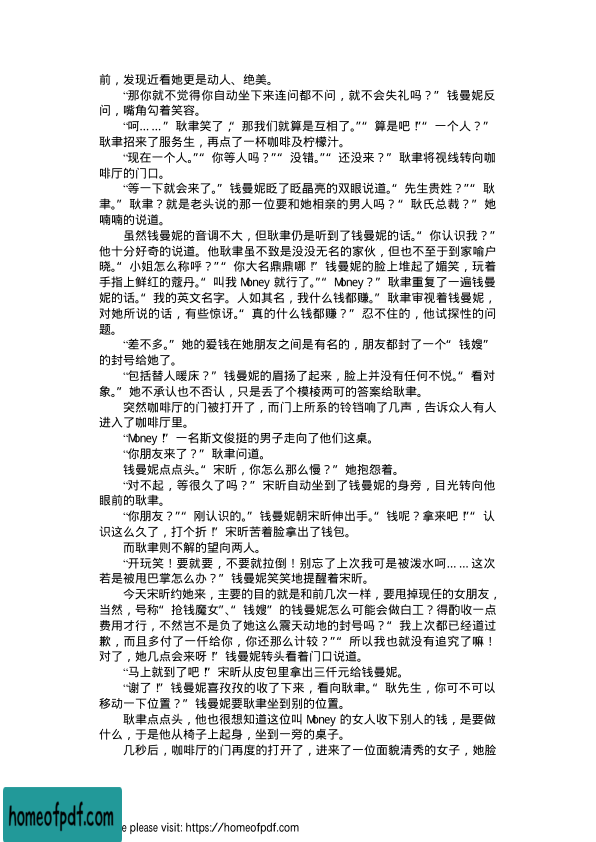 前，发现近看她更是动人、绝美。
“那你就不觉得你自动坐下来连问都不问，就不会失礼吗？”钱曼妮反
问，嘴角勾着笑容。
“呵……”耿聿笑了，“那我们就算是互相了。”“算是吧！”“一个人？”
耿聿招来了服务生，再点了一杯咖啡及柠檬汁。
“现在一个人。”“你等人吗？”“没错。”“还没来？”耿聿将视线转向咖
啡厅的门口。
“等一下就会来了。”钱曼妮眨了眨晶亮的双眼说道。“先生贵姓？”“耿
聿。”耿聿？就是老头说的那一位要和她相亲的男人吗？“耿氏总裁？”她
喃喃的说道。
虽然钱曼妮的音调不大，但耿聿仍是听到了钱曼妮的话。“你认识我？”
他十分好奇的说道。他耿聿虽不致是没没无名的家伙，但也不至于到家喻户
晓。“小姐怎么称呼？”“你大名鼎鼎哪！”钱曼妮的脸上堆起了媚笑，玩着
手指上鲜红的蔻丹。“叫我 Money 就行了。”“Money？”耿聿重复了一遍钱曼
妮的话。“我的英文名字。人如其名，我什么钱都赚。”耿聿审视着钱曼妮，
对她所说的话，有些惊讶。“真的什么钱都赚？”忍不住的，他试探性的问
题。
“差不多。”她的爱钱在她朋友之间是有名的，朋友都封了一个“钱嫂”
的封号给她了。
“包括替人暖床？”钱曼妮的眉扬了起来，脸上并没有任何不悦。“看对
象。”她不承认也不否认，只是丢了个模棱两可的答案给耿聿。
突然咖啡厅的门被打开了，而门上所系的铃铛响了几声，告诉众人有人
进入了咖啡厅里。
“Money！”一名斯文俊挺的男子走向了他们这桌。
“你朋友来了？”耿聿问道。
钱曼妮点点头。“宋昕，你怎么那么慢？”她抱怨着。
“对不起，等很久了吗？”宋昕自动坐到了钱曼妮的身旁，目光转向他
眼前的耿聿。
“你朋友？”“刚认识的。”钱曼妮朝宋昕伸出手。“钱呢？拿来吧！”“认
识这么久了，打个折！”宋昕苦着脸拿出了钱包。
而耿聿则不解的望向两人。
“开玩笑！要就要，不要就拉倒！别忘了上次我可是被泼水呵……这次
若是被甩巴掌怎么办？”钱曼妮笑笑地提醒着宋昕。
今天宋昕约她来，主要的目的就是和前几次一样，要甩掉现任的女朋友，
当然，号称“抢钱魔女”、“钱嫂”的钱曼妮怎么可能会做白工？得酌收一点
费用才行，不然岂不是负了她这么震天动地的封号吗？“我上次都已经道过
歉，而且多付了一仟给你，你还那么计较？”“所以我也就没有追究了嘛！
对了，她几点会来呀！”钱曼妮转头看着门口说道。
“马上就到了吧！”宋昕从皮包里拿出三仟元给钱曼妮。
“谢了！”钱曼妮喜孜孜的收了下来，看向耿聿。“耿先生，你可不可以
移动一下位置？”钱曼妮要耿聿坐到别的位置。
耿聿点点头，他也很想知道这位叫 Money 的女人收下别人的钱，是要做
什么，于是他从椅子上起身，坐到一旁的桌子。
几秒后，咖啡厅的门再度的打开了，进来了一位面貌清秀的女子，她脸
homeofpdf.com
e please visit: https://homeofpdf.com